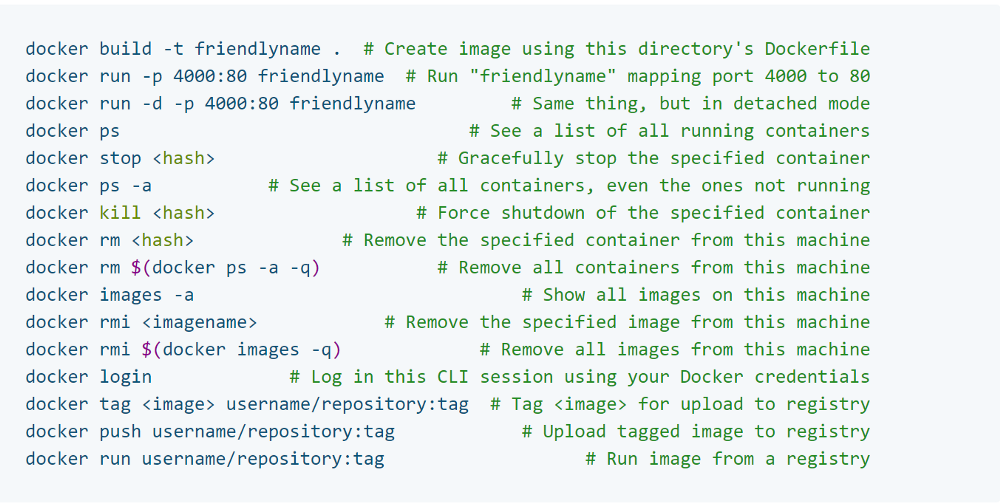 docker build -t friendlyname .  # Create image using this directory's Dockerfile
docker run -p 4000:80 friendlyname  # Run "friendlyname" mapping port 4000 to 80
docker run -d -p 4000:80 friendlyname         # Same thing, but in detached mode
docker ps                                 # See a list of all running containers
docker stop <hash>                     # Gracefully stop the specified container
docker ps -a           # See a list of all containers, even the ones not running
docker kill <hash>                   # Force shutdown of the specified container
docker rm <hash>              # Remove the specified container from this machine
docker rm $(docker ps -a -q)           # Remove all containers from this machine
docker images -a                               # Show all images on this machine
docker rmi <imagename>            # Remove the specified image from this machine
docker rmi $(docker images -q)             # Remove all images from this machine
docker login             # Log in this CLI session using your Docker credentials
docker tag <image> username/repository:tag  # Tag <image> for upload to registry
docker push username/repository:tag            # Upload tagged image to registry
docker run username/repository:tag                   # Run image from a registry